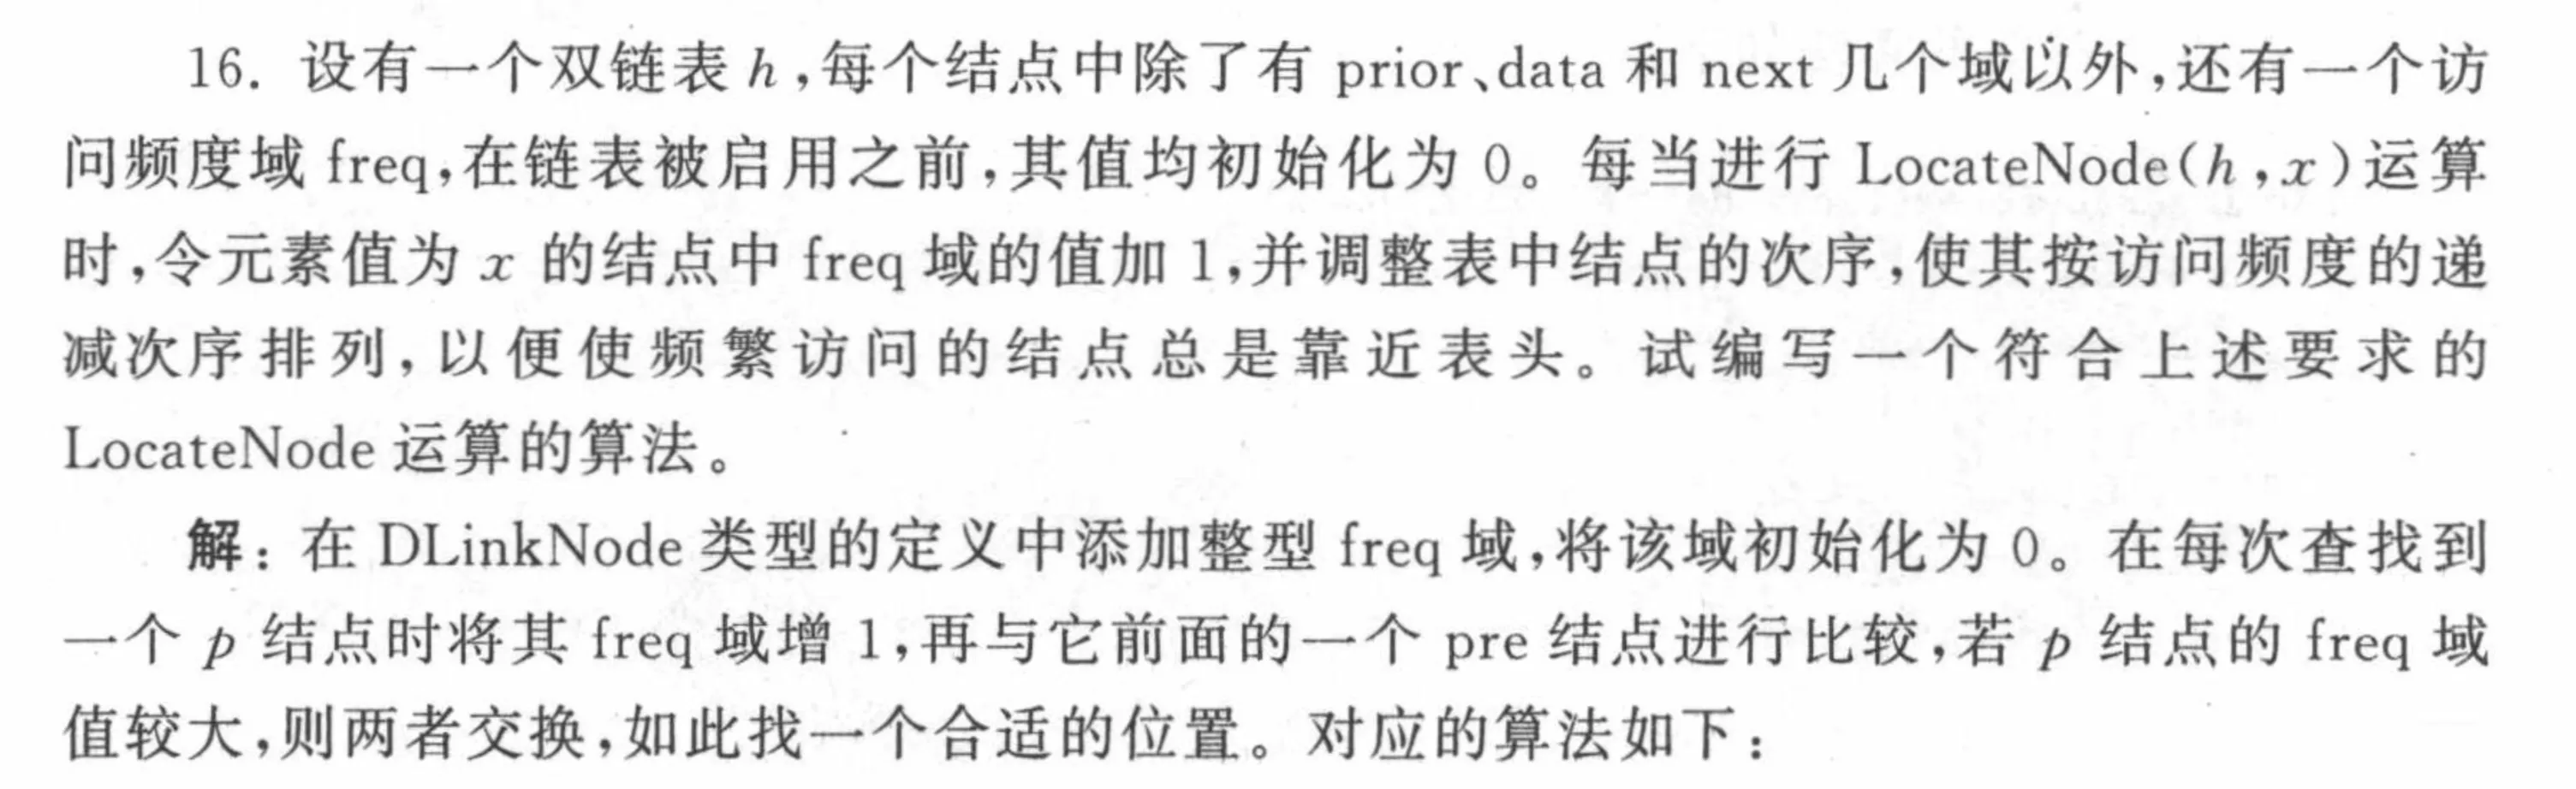 16. 设有一个双链表 h,每个结点中除了有 prior、data 和 next 几个域以外,还有一个访
问频度域 freq,在链表被启用之前,其值均初始化为 0。每当进行 LocateNode(h,x)运算
时,令元素值为 x 的结点中 freq 域的值加 1,并调整表中结点的次序,使其按访问频度的递
减次序排列,以便使频繁访问的结点总是靠近表头。试编写一个符合上述要求的
LocateNode 运算的算法。
解:在 DLinkNode 类型的定义中添加整型 freq 域,将该域初始化为 0。在每次查找到
一个 p 结点时将其 freq 域增 1,再与它前面的一个 pre 结点进行比较,若 p 结点的 freq 域
值较大,则两者交换,如此找一个合适的位置。对应的算法如下: